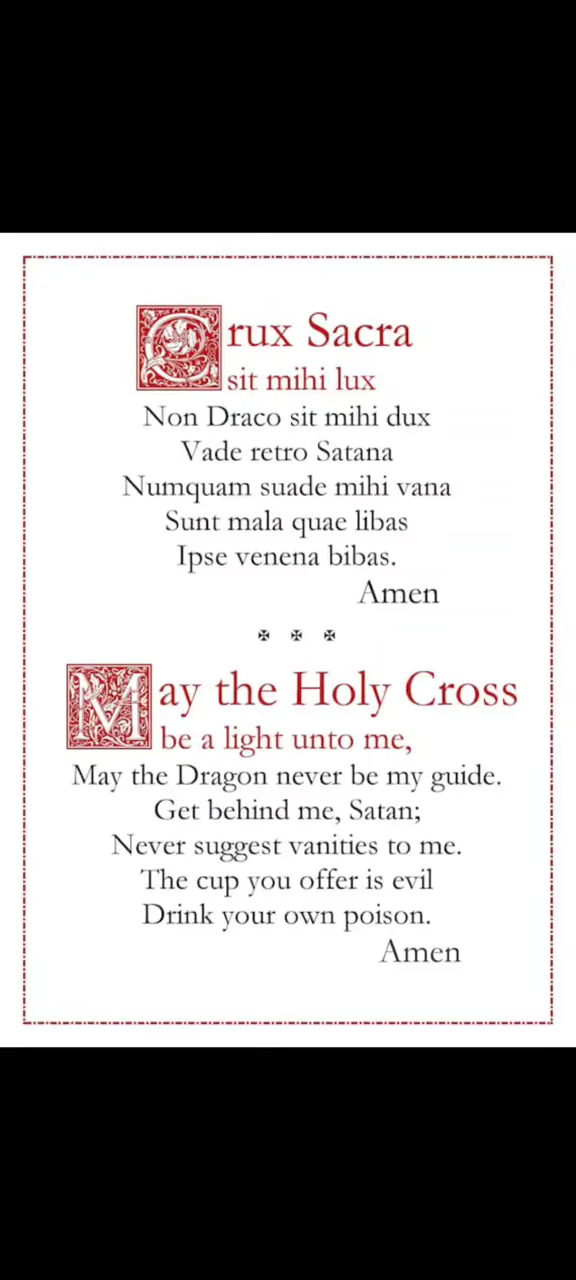 Crux Sacra
sit mihi lux
Non Draco sit mihi dux
Vade retro Satana
Numquam suade mihi vana
Sunt mala quae libas
Ipse venena bibas.
Amen
May the Holy Cross
be a light unto me,
May the Dragon never be my guide.
Get behind me, Satan;
Never suggest vanities to me.
The cup you offer is evil
Drink your own poison.
Amen